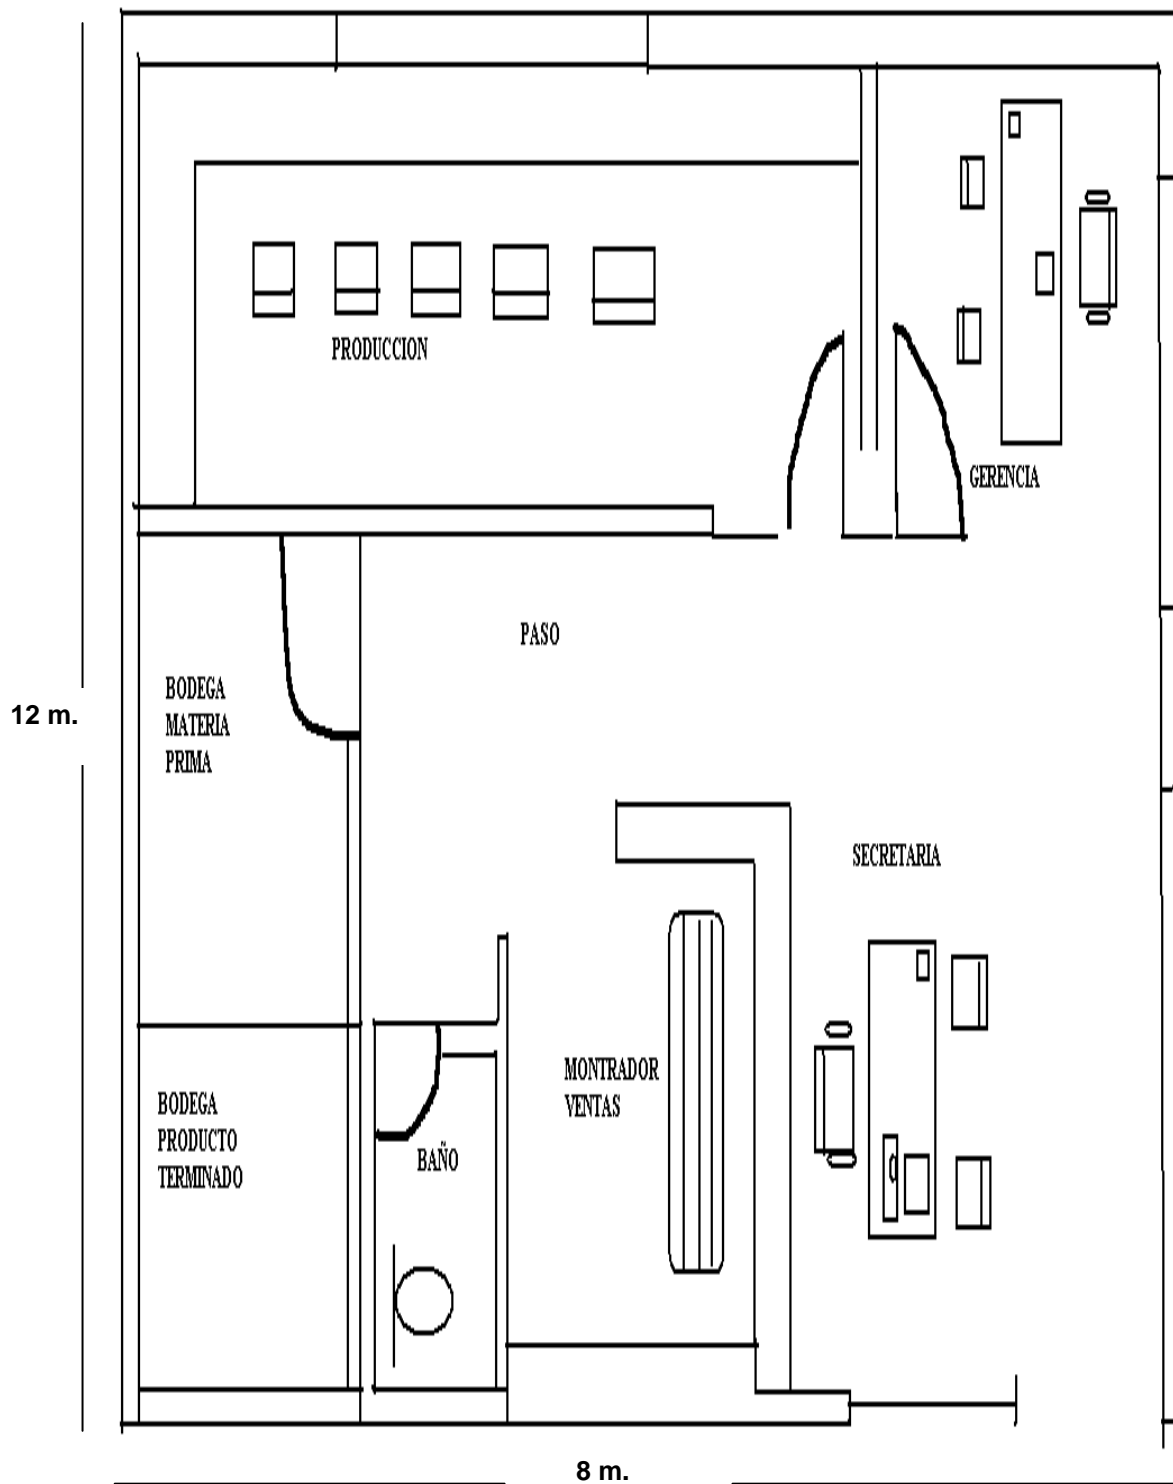 PRODUCCION
GERENCIA
PASO
BODEGA
MATERIA
PRIMA
12 m.
SECRETARIA
MONTRADOR
VENTAS
BODEGA
PRODUCTO
TERMINADO
BAÑO
8 m.